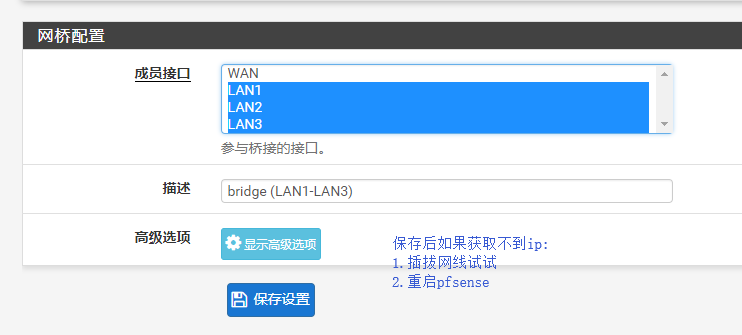 网桥配置
成员接口
WAN
LAN1
LAN2
LAN3
参与桥接的接口。
描述
bridge (LAN1-LAN3)
高级选项
显示高级选项
保存后如果获取不到ip:
1.插拔网线试试
2.重启pfsense
保存设置